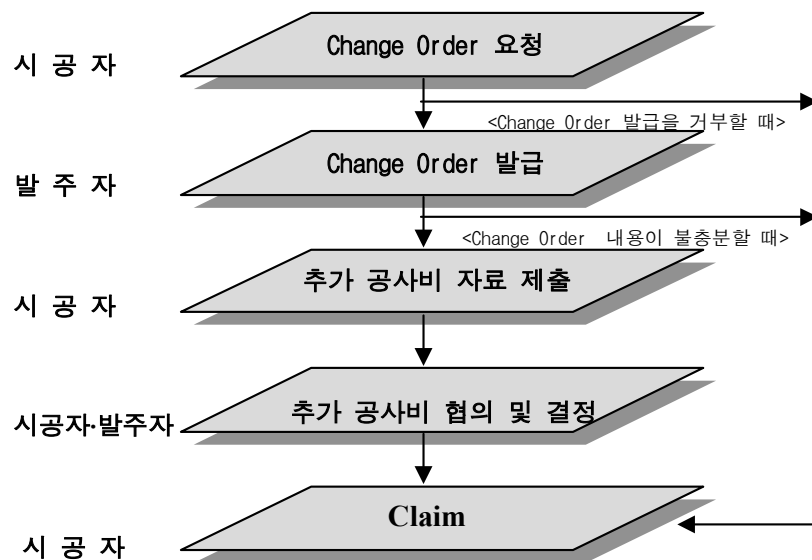 Change Order 요청
시 공 자
<Change Order 발급을 거부할 때>
Change Order 발급
발 주 자
<Change Order 내용이 불충분할 때>
추가 공사비 자료 제출
시 공 자
추가 공사비 협의 및 결정
시공자·발주자
Claim
시 공 자